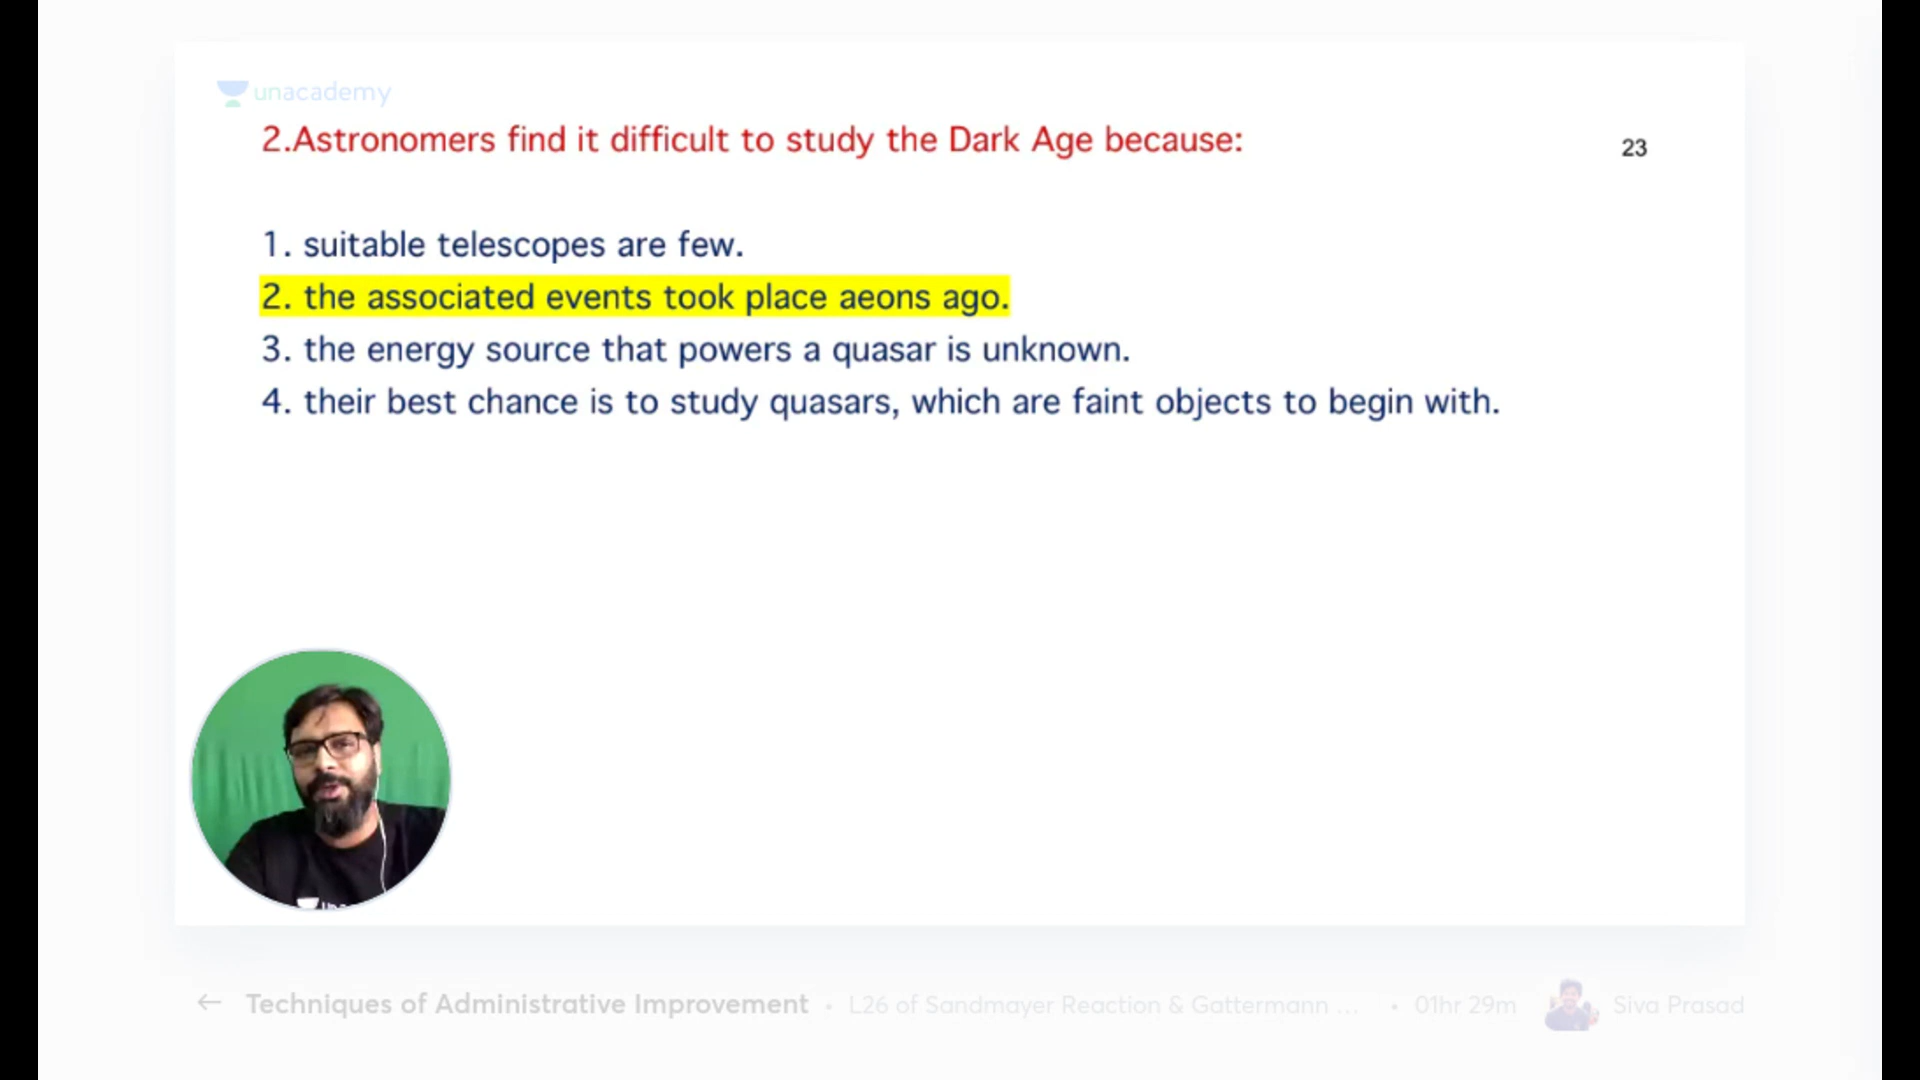 unacademy
2.Astronomers find it difficult to study the Dark Age because:
23
1. suitable telescopes are few.
2. the associated events took place aeons ago.
3. the energy source that powers a quasar is unknown.
4. their best chance is to study quasars, which are faint objects to begin with.
← Techniques of Administrative Improvement • L26 of Sandmayer Reaction & Gattermann ... • 01hr 29m Siva Prasad